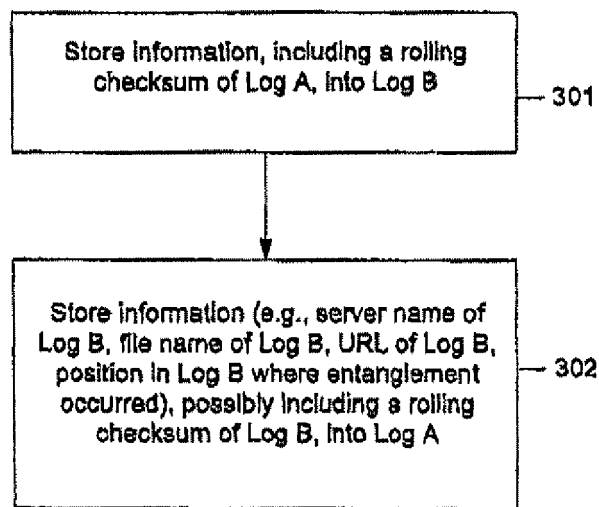 Store information, including a rolling
checksum of Log A, into Log B
301
Store information (e.g., server name of
Log B, file name of Log B, URL of Log B,
position in Log B where entanglement
occurred), possibly including a rolling
checksum of Log B, into Log A
302